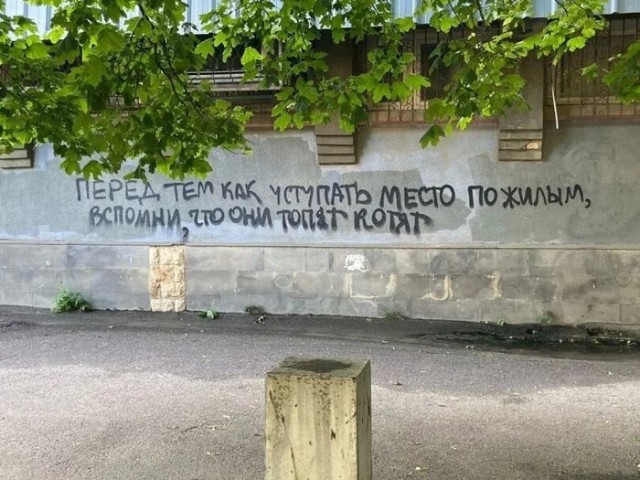 ПЕРЕД ТЕМ КАК УСТУПАТЬ МЕСТО ПОЖИЛЫМ,
ВСПОМНИ, ЧТО ОНИ ТОПЯТ КОТЯТ